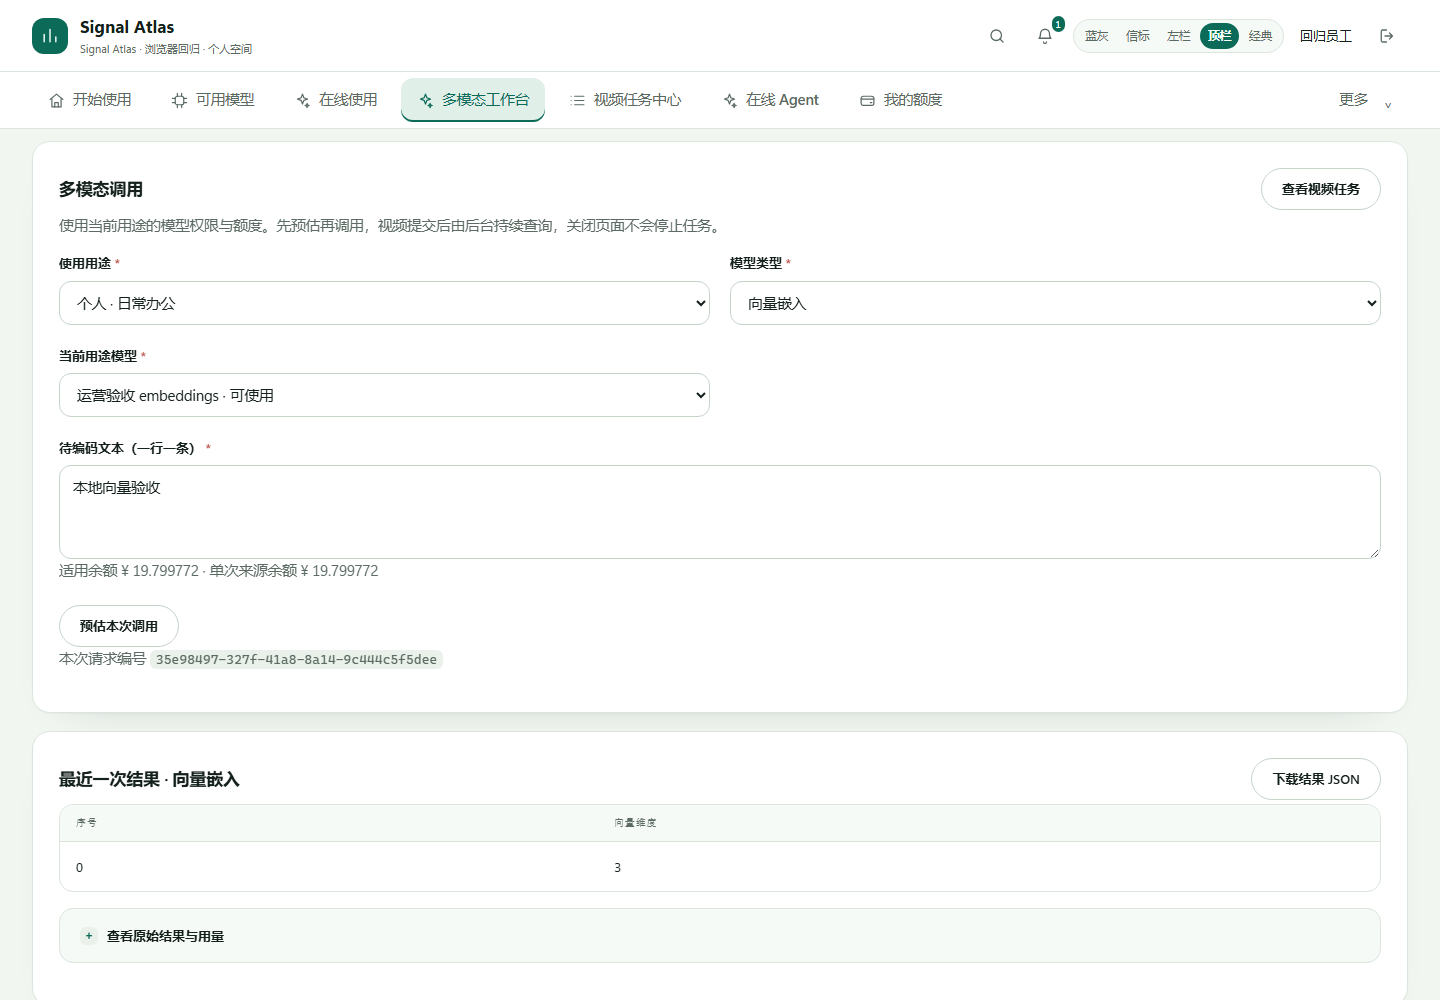 Signal Atlas
Signal Atlas · 浏览器回归 · 个人空间
1
蓝灰 信标 左栏 顶栏 经典
回归员工
开始使用 可用模型 在线使用 多模态工作台 视频任务中心 在线 Agent 我的额度 更多
多模态调用
查看视频任务
使用当前用途的模型权限与额度。先预估再调用，视频提交后由后台持续查询，关闭页面不会停止任务。
使用用途 *
模型类型 *
个人 · 日常办公
向量嵌入
当前用途模型 *
运营验收 embeddings · 可使用
待编码文本（一行一条） *
本地向量验收
适用余额 ¥ 19.799772 · 单次来源余额 ¥ 19.799772
预估本次调用
本次请求编号 35e98497-327f-41a8-8a14-9c444c5f5dee
最近一次结果 · 向量嵌入
下载结果 JSON
序号 向量维度
0 3
+ 查看原始结果与用量